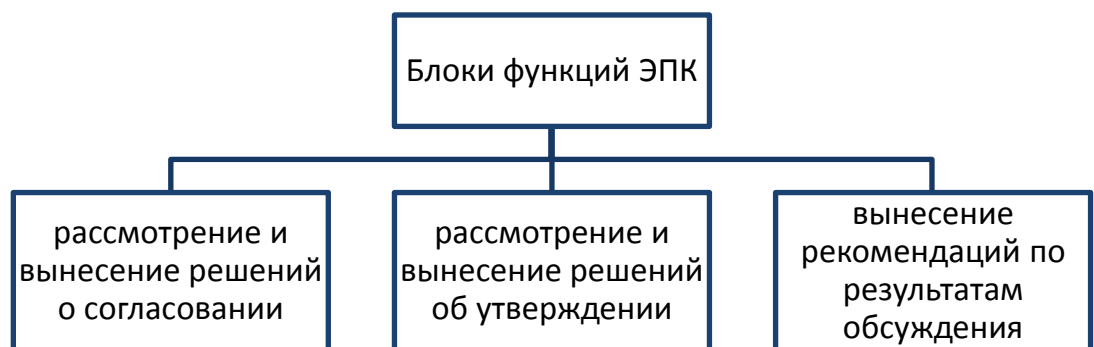 Блоки функций ЭПК
рассмотрение и
вынесение решений
о согласовании
рассмотрение и
вынесение решений
об утверждении
вынесение
рекомендаций по
результатам
обсуждения